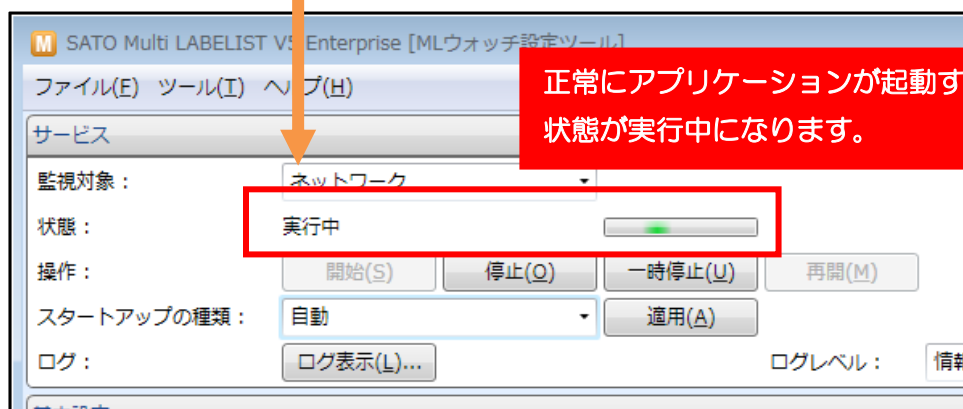 SATO Multi LABELIST V5 Enterprise [MLウォッチ設定ツール]
ファイル(F) ツール(T) ヘルプ(H)
正常にアプリケーションが起動す
状態が実行中になります。
サービス
監視対象： ネットワーク
状態： 実行中
操作： 開始(S) 停止(O) 一時停止(U) 再開(M)
スタートアップの種類： 自動 適用(A)
ログ： ログ表示(L)... ログレベル： 情報